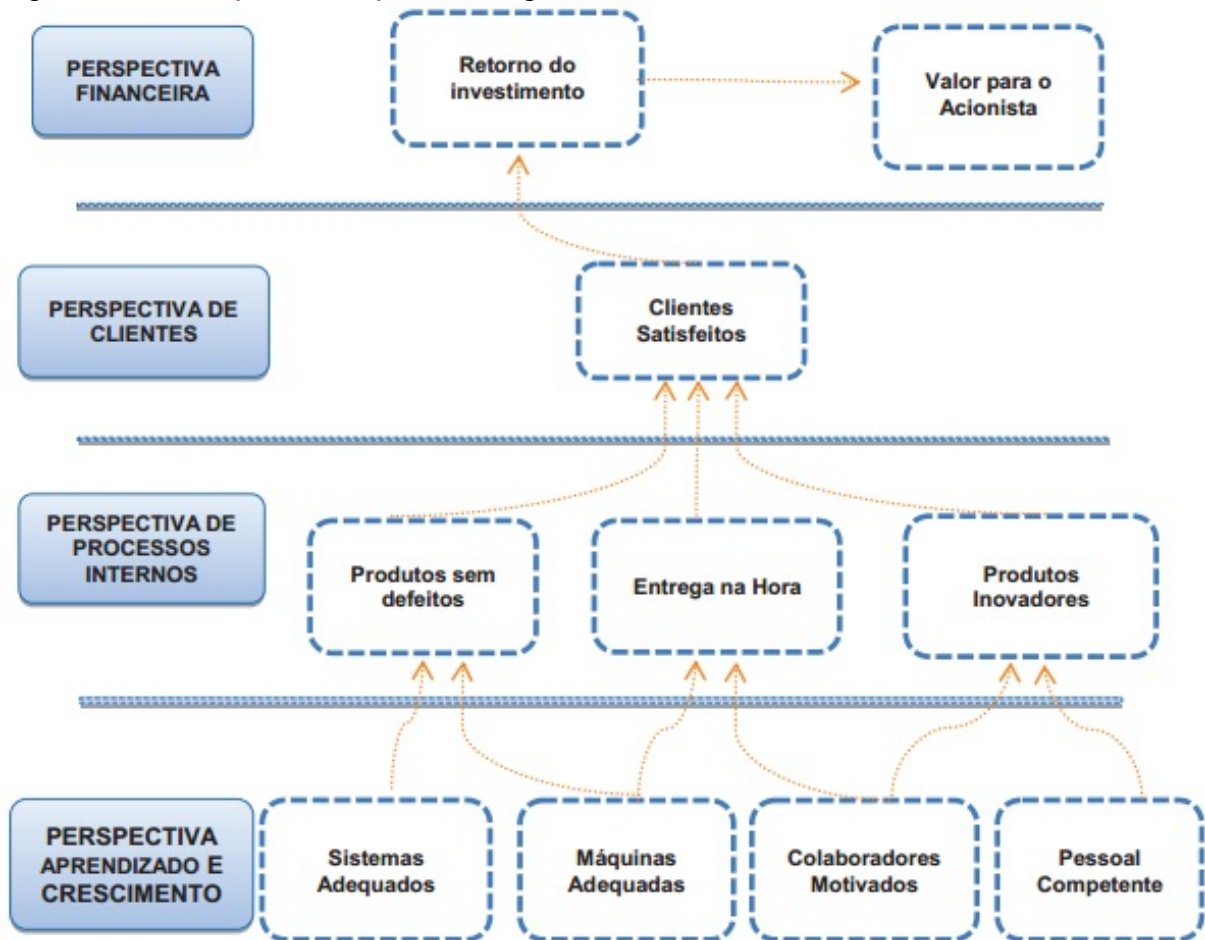 PERSPECTIVA
FINANCEIRA
Retorno do
investimento
Valor para o
Acionista
PERSPECTIVA DE
CLIENTES
Clientes
Satisfeitos
PERSPECTIVA DE
PROCESSOS
INTERNOS
Produtos sem
defeitos
Entrega na Hora
Produtos
Inovadores
PERSPECTIVA
APRENDIZADO E
CRESCIMENTO
Sistemas
Adequados
Máquinas
Adequadas
Colaboradores
Motivados
Pessoal
Competente